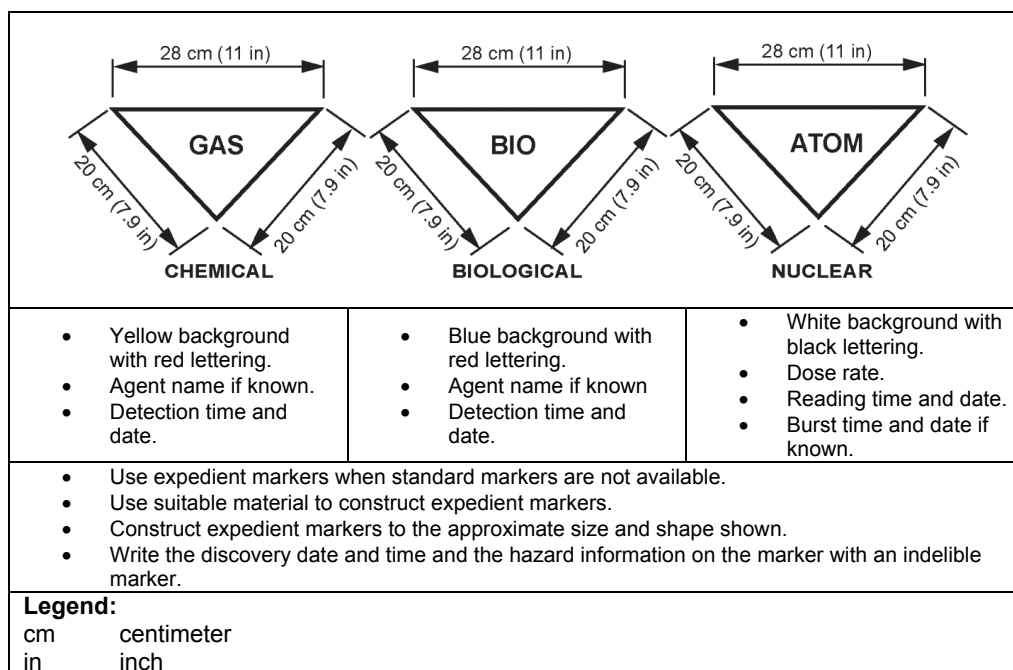 28 cm (11 in) 28 cm (11 in) 28 cm (11 in)
GAS BIO ATOM
20 cm (7.9 in) 20 cm (7.9 in) 20 cm (7.9 in) 20 cm (7.9 in) 20 cm (7.9 in) 20 cm (7.9 in)
CHEMICAL BIOLOGICAL NUCLEAR
• Yellow background
with red lettering.
• Agent name if known.
• Detection time and
date.
• Blue background with
red lettering.
• Agent name if known
• Detection time and
date.
• White background with
black lettering.
• Dose rate.
• Reading time and date.
• Burst time and date if
known.
• Use expedient markers when standard markers are not available.
• Use suitable material to construct expedient markers.
• Construct expedient markers to the approximate size and shape shown.
• Write the discovery date and time and the hazard information on the marker with an indelible
marker.
Legend:
cm centimeter
in inch